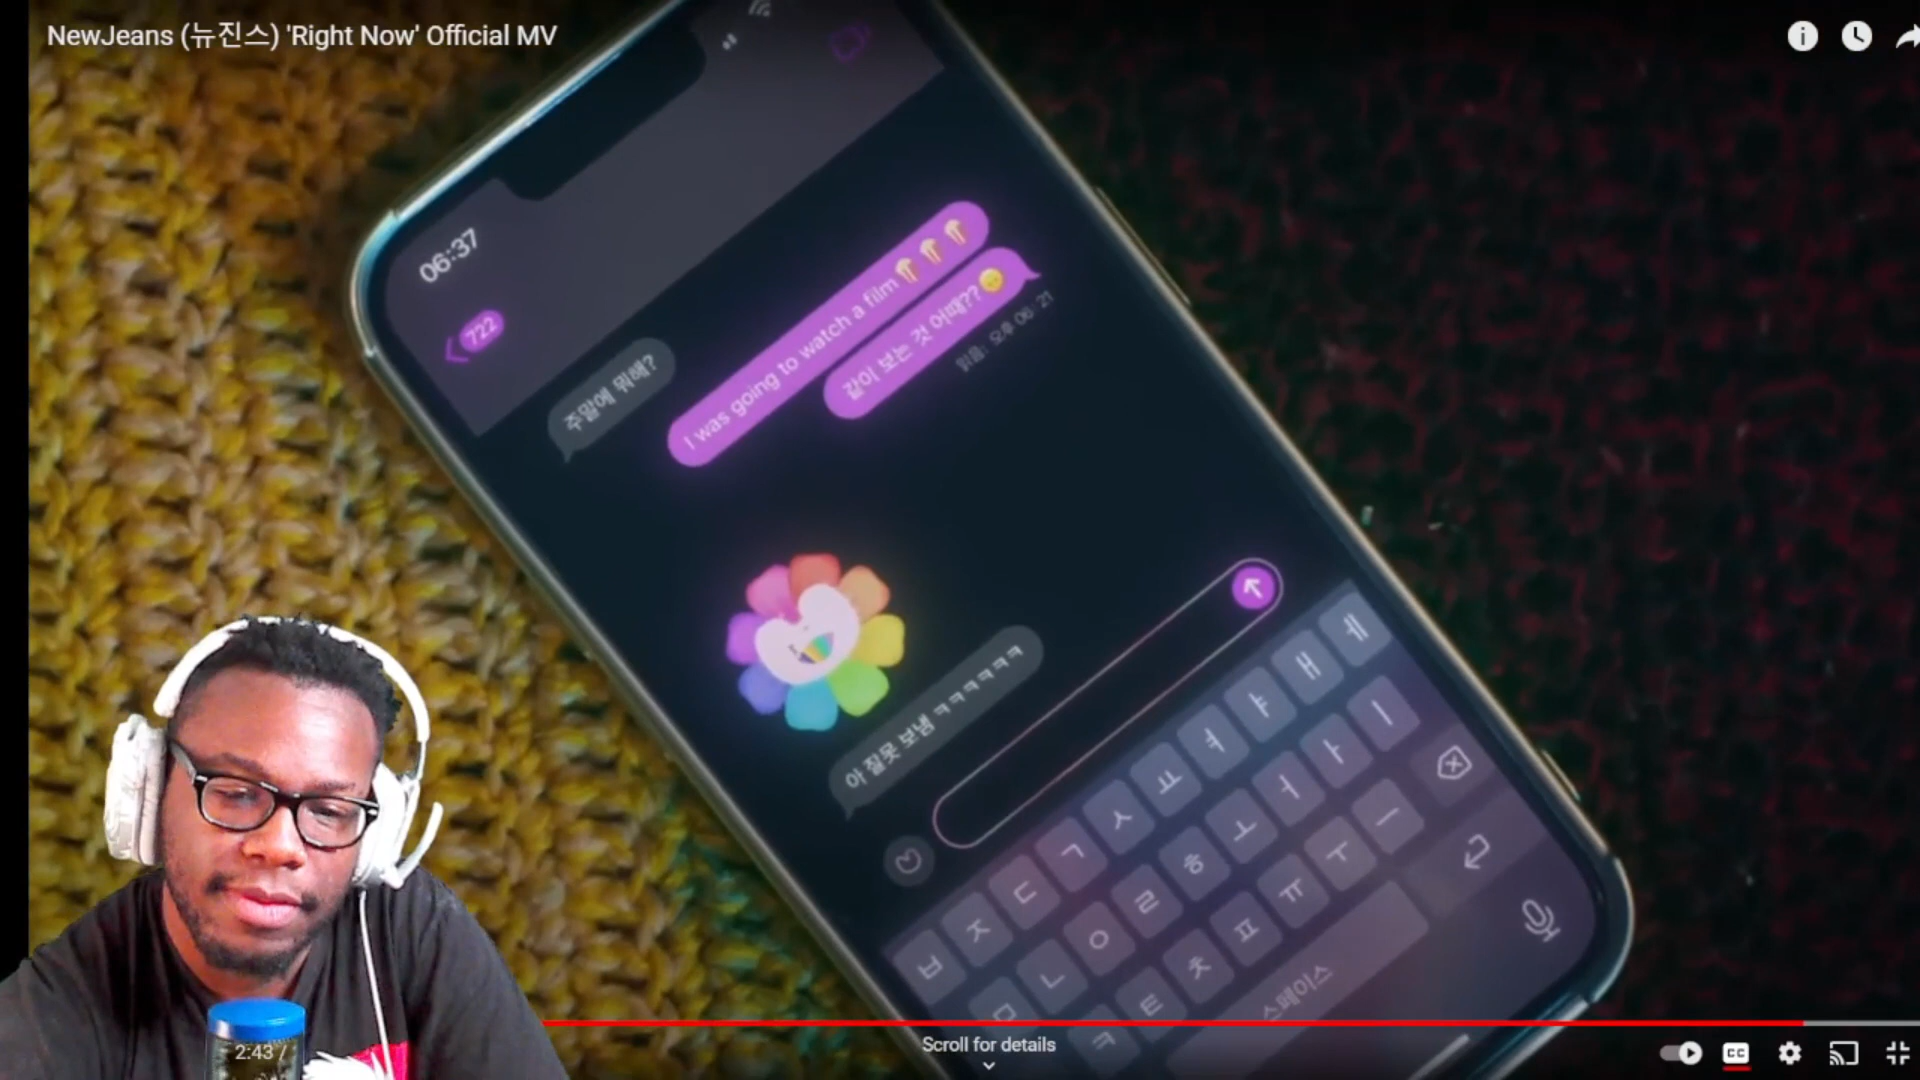 NewJeans (뉴진스) 'Right Now' Official MV
06:37
722
주말에 뭐해?
I was going to watch a film
같이 보는 것 어때??
읽음: 오후 06:21
아 잘못 보냄 ㅋㅋㅋㅋㅋㅋ
ㅂ ㅈ ㄷ ㄱ ㅅ ㅛ ㅕ ㅑ ㅐ ㅔ
ㅁ ㄴ ㅇ ㄹ ㅎ ㅗ ㅓ ㅏ ㅣ
ㅋ ㅌ ㅊ ㅍ ㅠ ㅜ ㅡ
스페이스
2:43 /
Scroll for details
CC